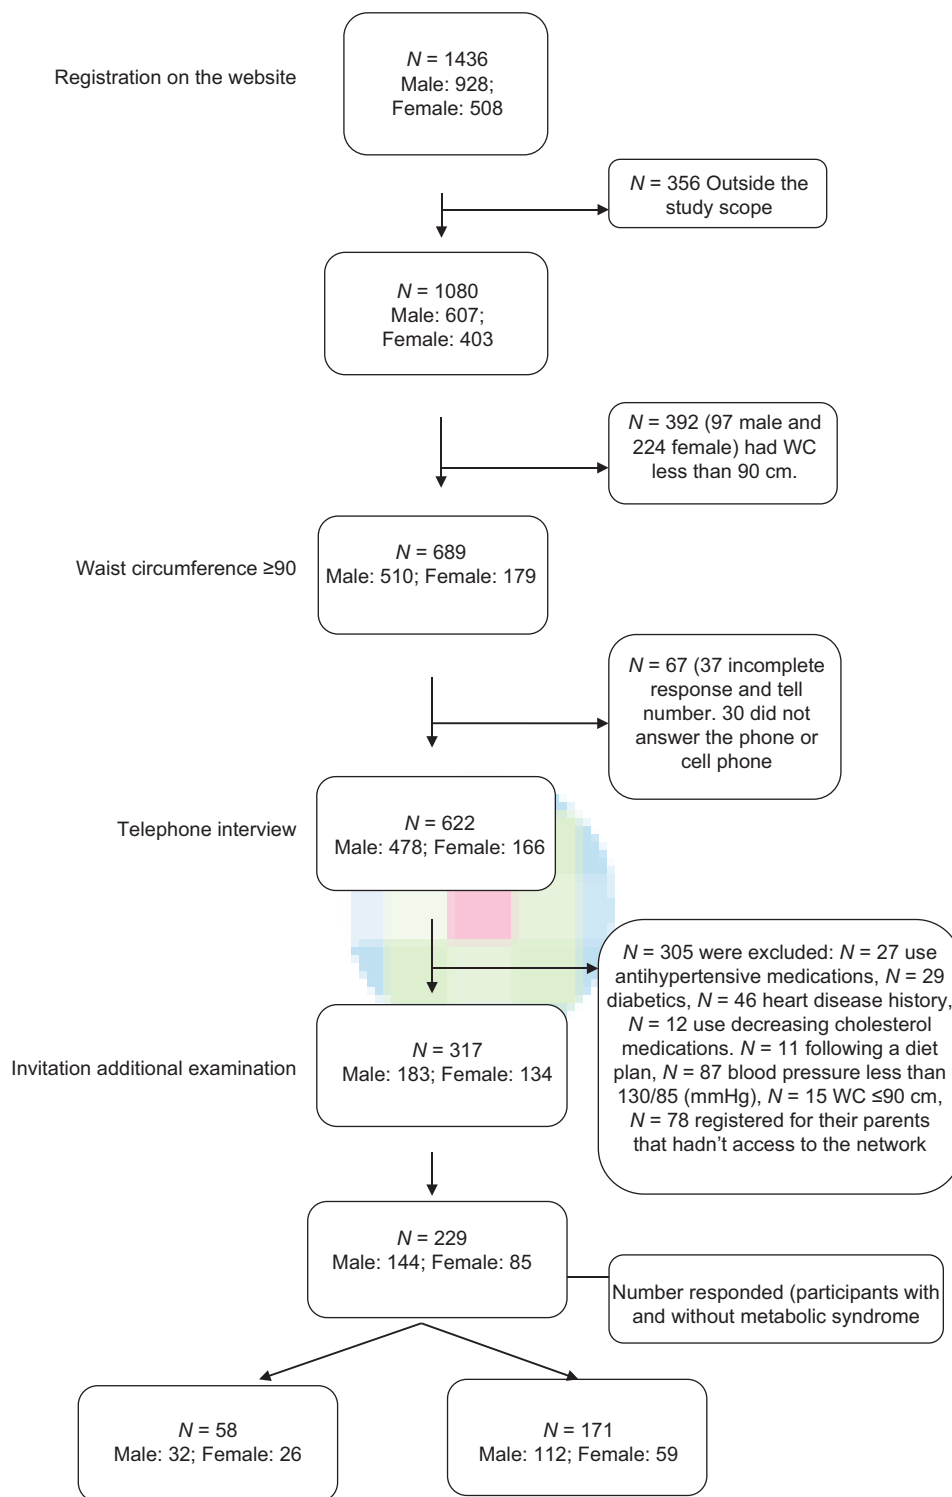 N = 1436
Male: 928;
Female: 508
Registration on the website
N = 356 Outside the
study scope
N = 1080
Male: 607;
Female: 403
N = 392 (97 male and
224 female) had WC
less than 90 cm.
N = 689
Male: 510; Female: 179
Waist circumference ≥90
N = 67 (37 incomplete
response and tell
number. 30 did not
answer the phone or
cell phone
N = 622
Male: 478; Female: 166
Telephone interview
N = 305 were excluded: N = 27 use
antihypertensive medications, N = 29
diabetics, N = 46 heart disease history,
N = 12 use decreasing cholesterol
medications. N = 11 following a diet
plan, N = 87 blood pressure less than
130/85 (mmHg), N = 15 WC ≤90 cm,
N = 78 registered for their parents
that hadn't access to the network
N = 317
Male: 183; Female: 134
Invitation additional examination
N = 229
Male: 144; Female: 85
Number responded (participants with
and without metabolic syndrome
N = 58
Male: 32; Female: 26
N = 171
Male: 112; Female: 59